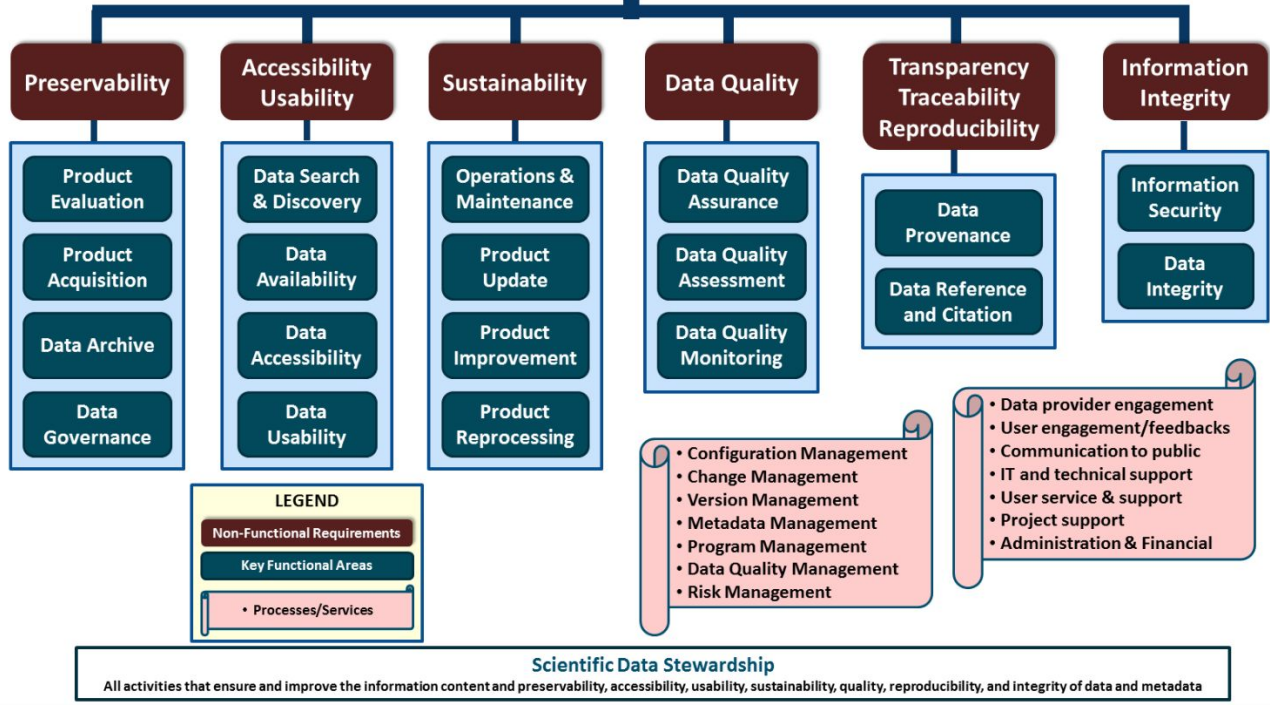 Preservability
Accessibility
Usability
Sustainability
Data Quality
Transparency
Traceability
Reproducibility
Information
Integrity
Product
Evaluation
Product
Acquisition
Data Archive
Data
Governance
Data Search
& Discovery
Data
Availability
Data
Accessibility
Data
Usability
Operations &
Maintenance
Product
Update
Product
Improvement
Product
Reprocessing
Data Quality
Assurance
Data Quality
Assessment
Data Quality
Monitoring
Data
Provenance
Data Reference
and Citation
Information
Security
Data
Integrity
• Configuration Management
• Change Management
• Version Management
• Metadata Management
• Program Management
• Data Quality Management
• Risk Management
• Data provider engagement
• User engagement/feedbacks
• Communication to public
• IT and technical support
• User service & support
• Project support
• Administration & Financial
LEGEND
Non-Functional Requirements
Key Functional Areas
• Processes/Services
Scientific Data Stewardship
All activities that ensure and improve the information content and preservability, accessibility, usability, sustainability, quality, reproducibility, and integrity of data and metadata